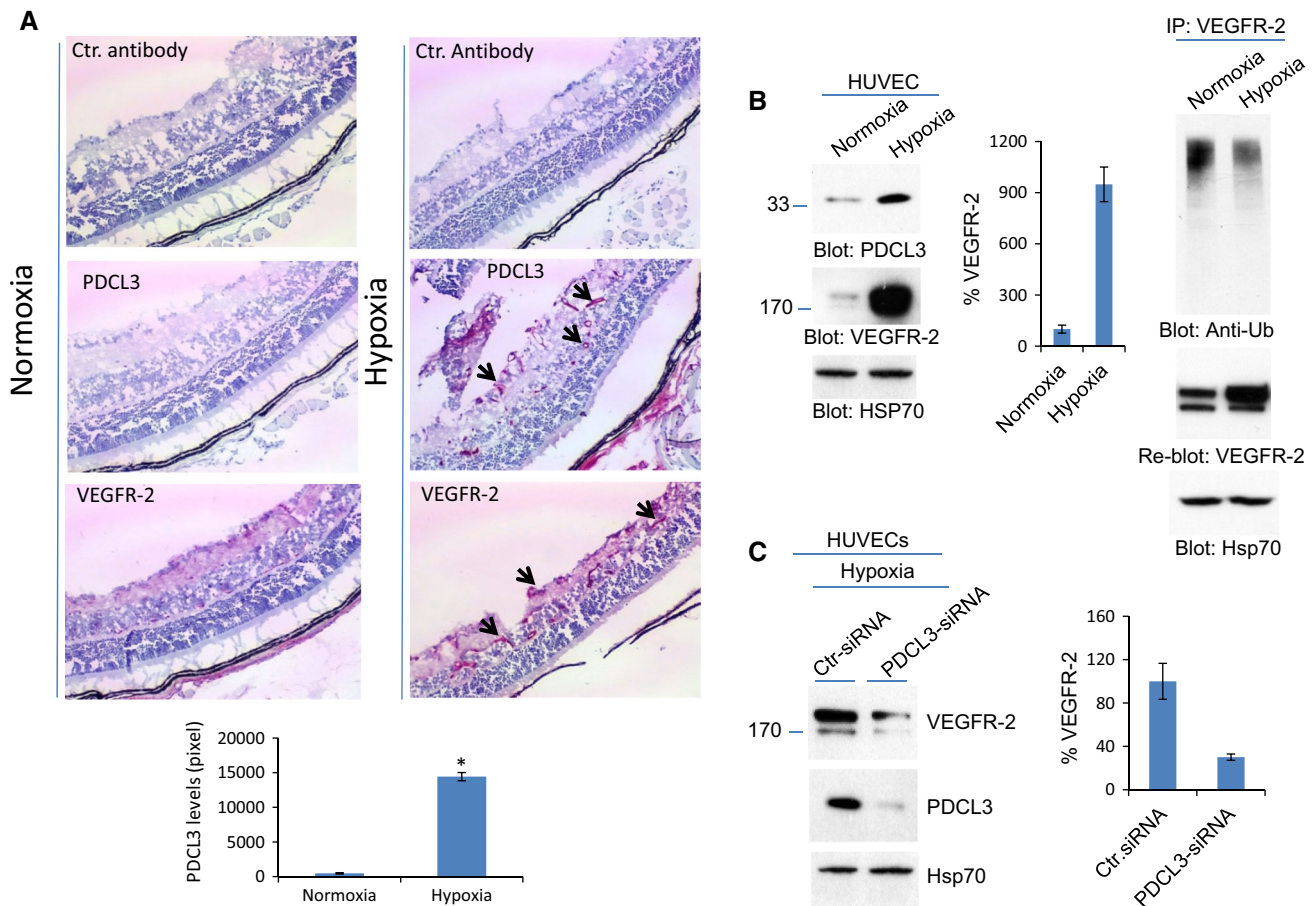 A
Ctr. antibody
Ctr. Antibody
Normoxia
PDCL3
Hypoxia
PDCL3
VEGFR-2
VEGFR-2
PDCL3 levels (pixel)
20000
15000
10000
5000
0
*
Normoxia
Hypoxia
B
HUVEC
Normoxia
Hypoxia
33
Blot: PDCL3
170
Blot: VEGFR-2
Blot: HSP70
% VEGFR-2
1200
900
600
300
0
Normoxia
Hypoxia
IP: VEGFR-2
Normoxia
Hypoxia
Blot: Anti-Ub
Re-blot: VEGFR-2
Blot: Hsp70
C
HUVECs
Hypoxia
Ctr-siRNA
PDCL3-siRNA
170
VEGFR-2
PDCL3
Hsp70
% VEGFR-2
160
120
80
40
0
Ctr.siRNA
PDCL3-siRNA